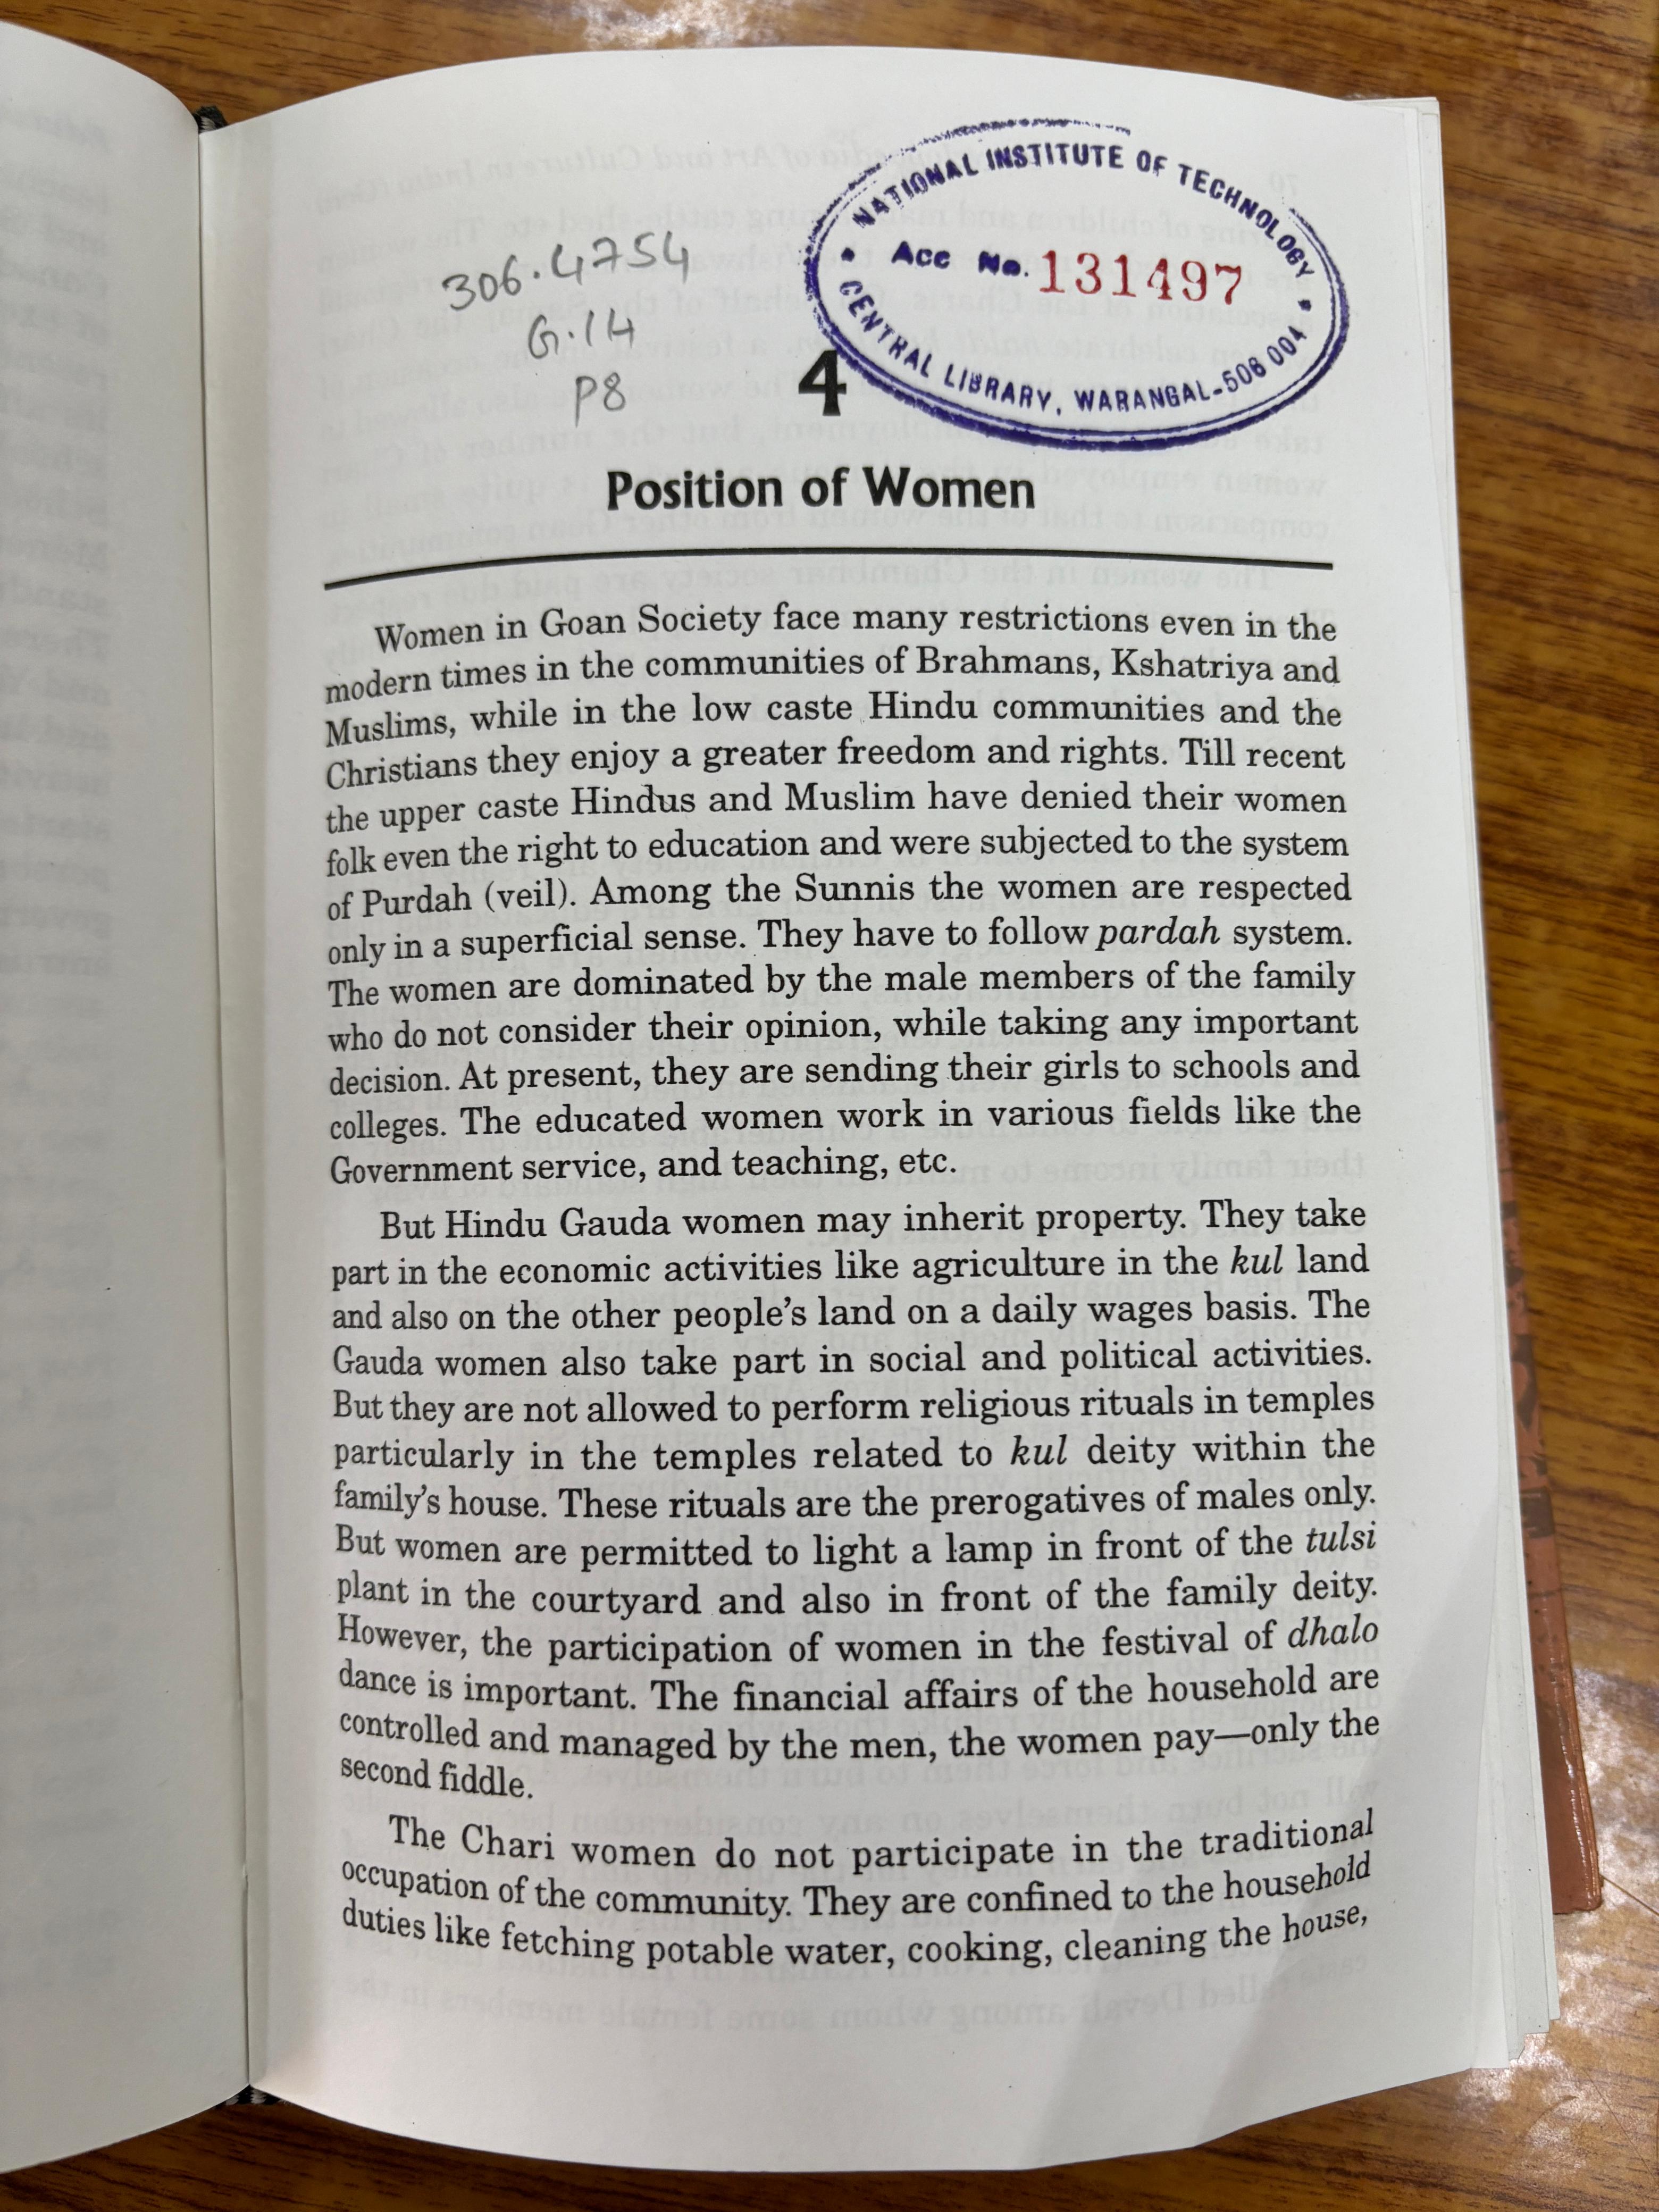 NATIONAL INSTITUTE OF TECHNOLOGY
Acc No. 131497
CENTRAL LIBRARY, WARANGAL-506 004
306.4754
G.14
P8
4
Position of Women
Women in Goan Society face many restrictions even in the
modern times in the communities of Brahmans, Kshatriya and
Muslims, while in the low caste Hindu communities and the
Christians they enjoy a greater freedom and rights. Till recent
the upper caste Hindus and Muslim have denied their women
folk even the right to education and were subjected to the system
of Purdah (veil). Among the Sunnis the women are respected
only in a superficial sense. They have to follow pardah system.
The women are dominated by the male members of the family
who do not consider their opinion, while taking any important
decision. At present, they are sending their girls to schools and
colleges. The educated women work in various fields like the
Government service, and teaching, etc.
But Hindu Gauda women may inherit property. They take
part in the economic activities like agriculture in the kul land
and also on the other people's land on a daily wages basis. The
Gauda women also take part in social and political activities.
But they are not allowed to perform religious rituals in temples
particularly in the temples related to kul deity within the
family's house. These rituals are the prerogatives of males only.
But women are permitted to light a lamp in front of the tulsi
plant in the courtyard and also in front of the family deity.
However, the participation of women in the festival of dhalo
dance is important. The financial affairs of the household are
controlled and managed by the men, the women pay—only the
second fiddle.
The Chari women do not participate in the traditional
occupation of the community. They are confined to the household
duties like fetching potable water, cooking, cleaning the house,